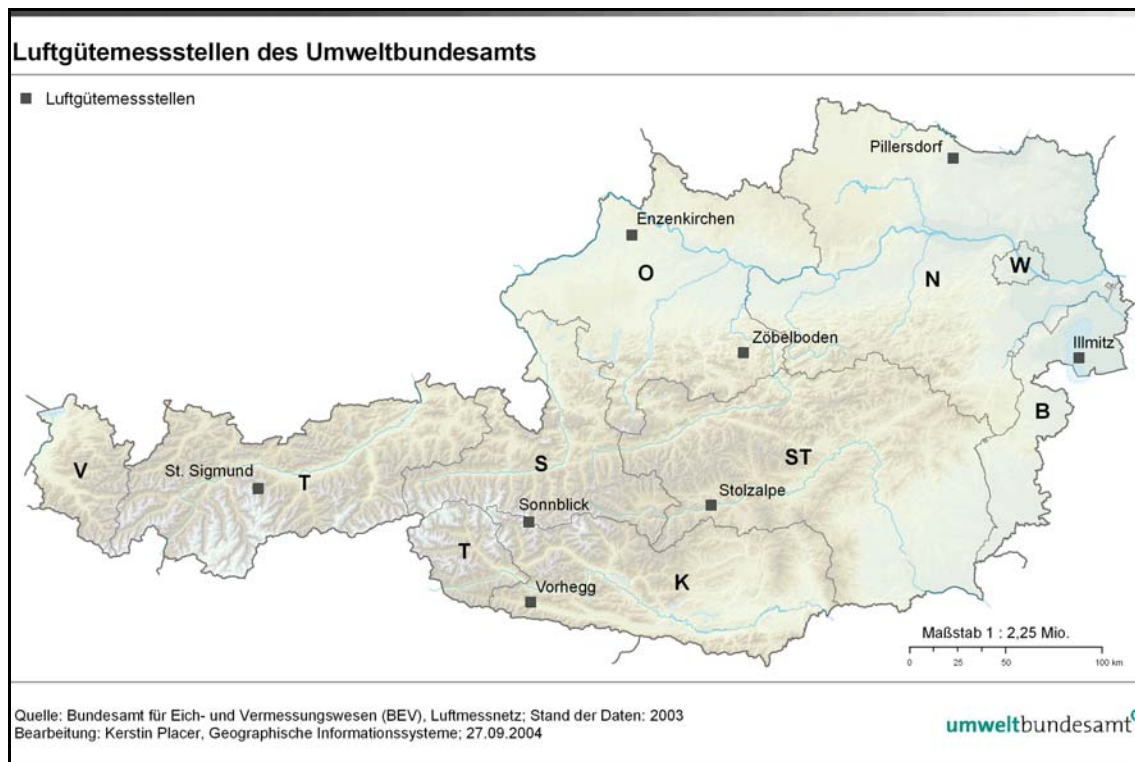 Luftgütemessstellen des Umweltbundesamts
Luftgütemessstellen
Pillersdorf
Enzenkirchen
W
O
N
Zöbelboden
Illmitz
B
V
St. Sigmund
T
S
ST
Sonnblick
Stolzalpe
T
K
Vorhegg
Maßstab 1 : 2,25 Mio.
0 25 50 100 km
Quelle: Bundesamt für Eich- und Vermessungswesen (BEV), Luftmessnetz; Stand der Daten: 2003
Bearbeitung: Kerstin Placer, Geographische Informationssysteme; 27.09.2004
umweltbundesamt